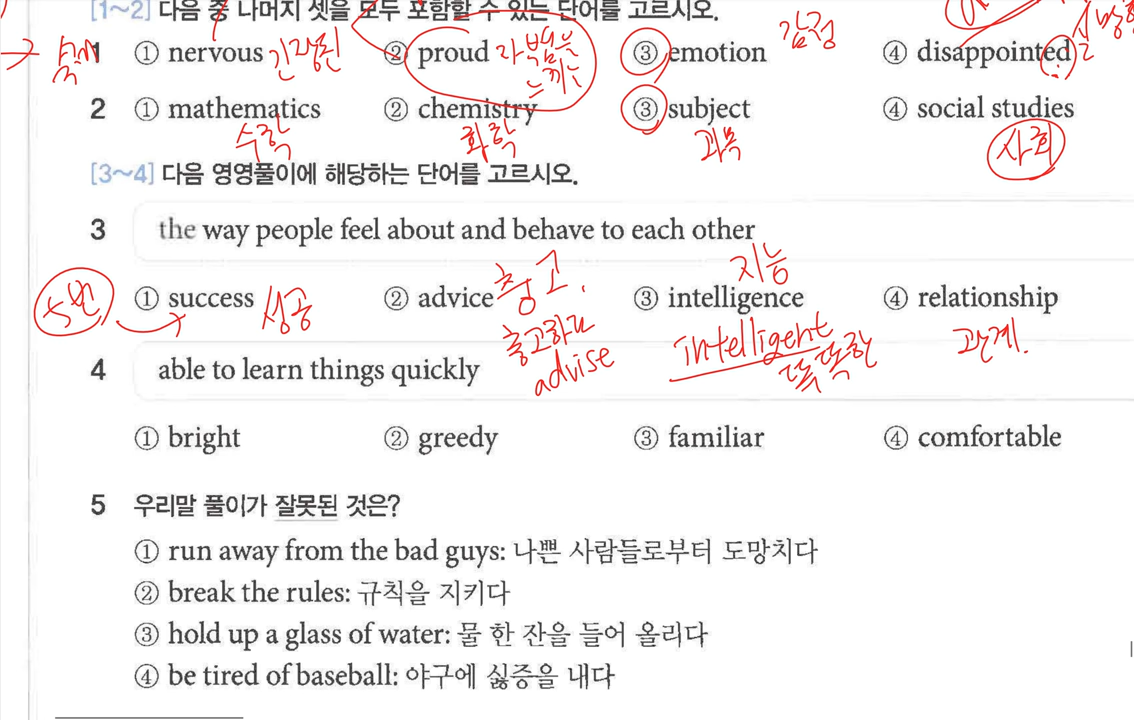 [1~2] 다음 중 나머지 셋을 모두 포함할 수 있는 단어를 고르시오.
1 ① nervous 긴장된 ② proud 자부심을 느끼는 ③ emotion 감정 ④ disappointed
2 ① mathematics ② chemistry ③ subject ④ social studies
수학 화학 과목 사회
[3~4] 다음 영영풀이에 해당하는 단어를 고르시오.
3 the way people feel about and behave to each other
지능
5번 ① success 성공 ② advice 충고. ③ intelligence ④ relationship
충고하다 advise intelligent 똑똑한 관계.
4 able to learn things quickly
① bright ② greedy ③ familiar ④ comfortable
5 우리말 풀이가 잘못된 것은?
① run away from the bad guys: 나쁜 사람들로부터 도망치다
② break the rules: 규칙을 지키다
③ hold up a glass of water: 물 한 잔을 들어 올리다
④ be tired of baseball: 야구에 싫증을 내다